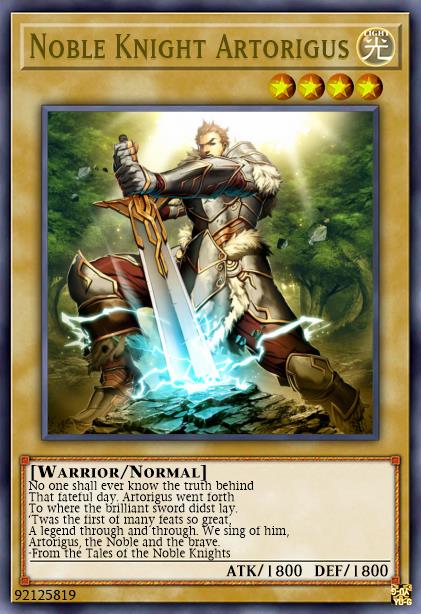 NOBLE KNIGHT ARTORIGUS
LIGHT
光
[WARRIOR/NORMAL]
No one shall ever know the truth behind
That fateful day. Artorigus went forth
To where the brilliant sword didst lay.
'Twas the first of many feats so great,
A legend through and through. We sing of him,
Artorigus, the Noble and the brave.
-From the Tales of the Noble Knights
ATK/1800 DEF/1800
92125819